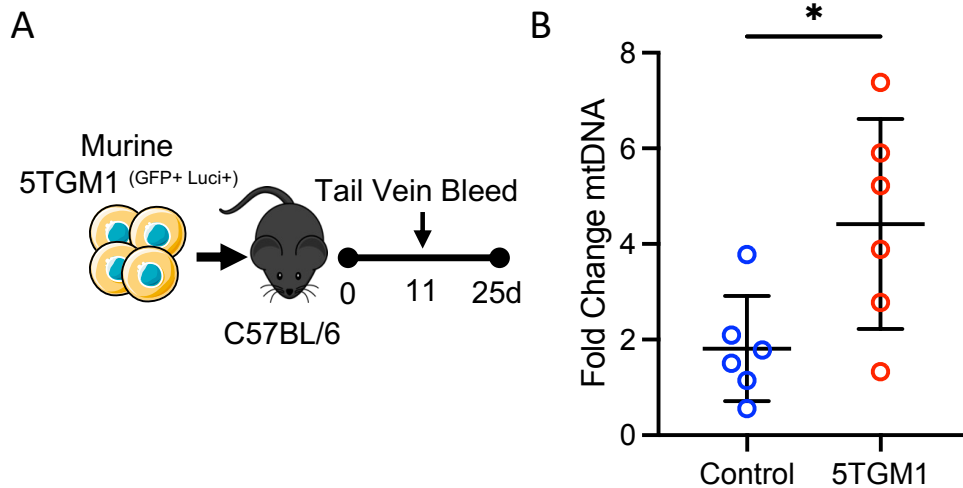 A
Murine
5TGM1 (GFP+ Luci+)
Tail Vein Bleed
0 11 25d
C57BL/6
B
*
Fold Change mtDNA
8
6
4
2
0
Control 5TGM1